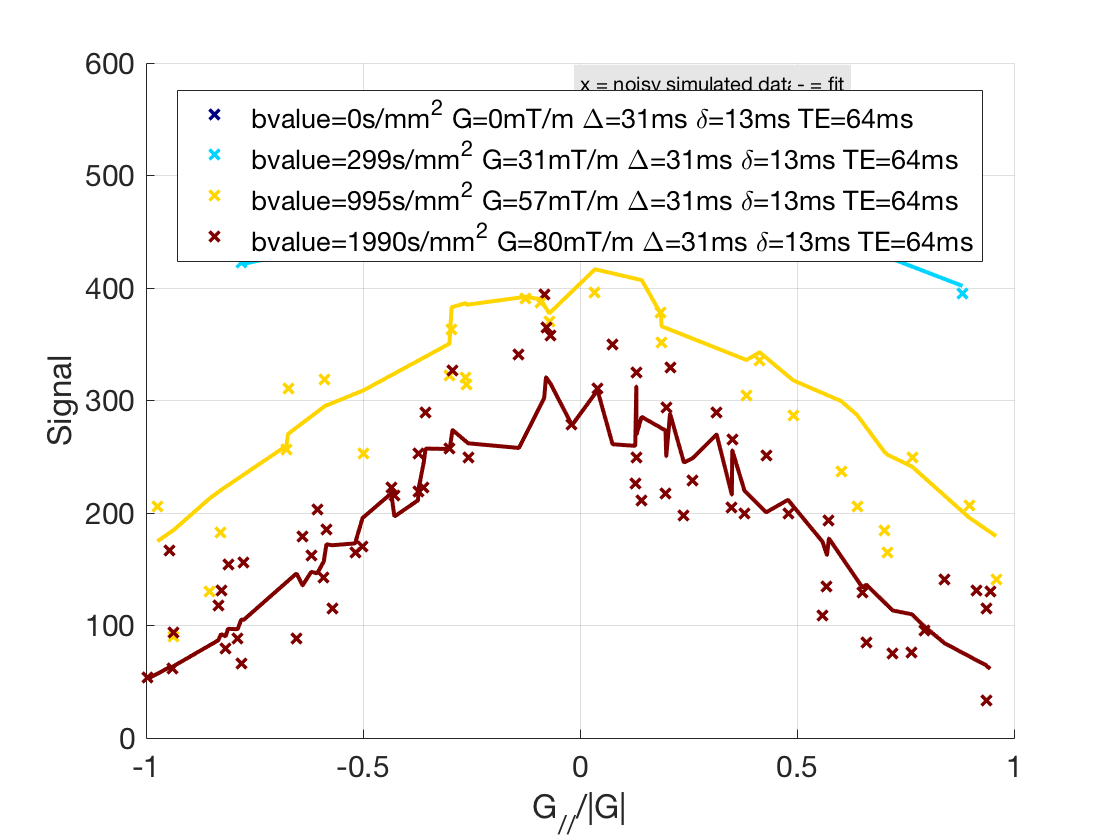 600
x = noisy simulated data - = fit
bvalue=0s/mm² G=0mT/m Δ=31ms δ=13ms TE=64ms
bvalue=299s/mm² G=31mT/m Δ=31ms δ=13ms TE=64ms
bvalue=995s/mm² G=57mT/m Δ=31ms δ=13ms TE=64ms
bvalue=1990s/mm² G=80mT/m Δ=31ms δ=13ms TE=64ms
500
400
300
200
100
0
Signal
-1 -0.5 0 0.5 1
G_///|G|